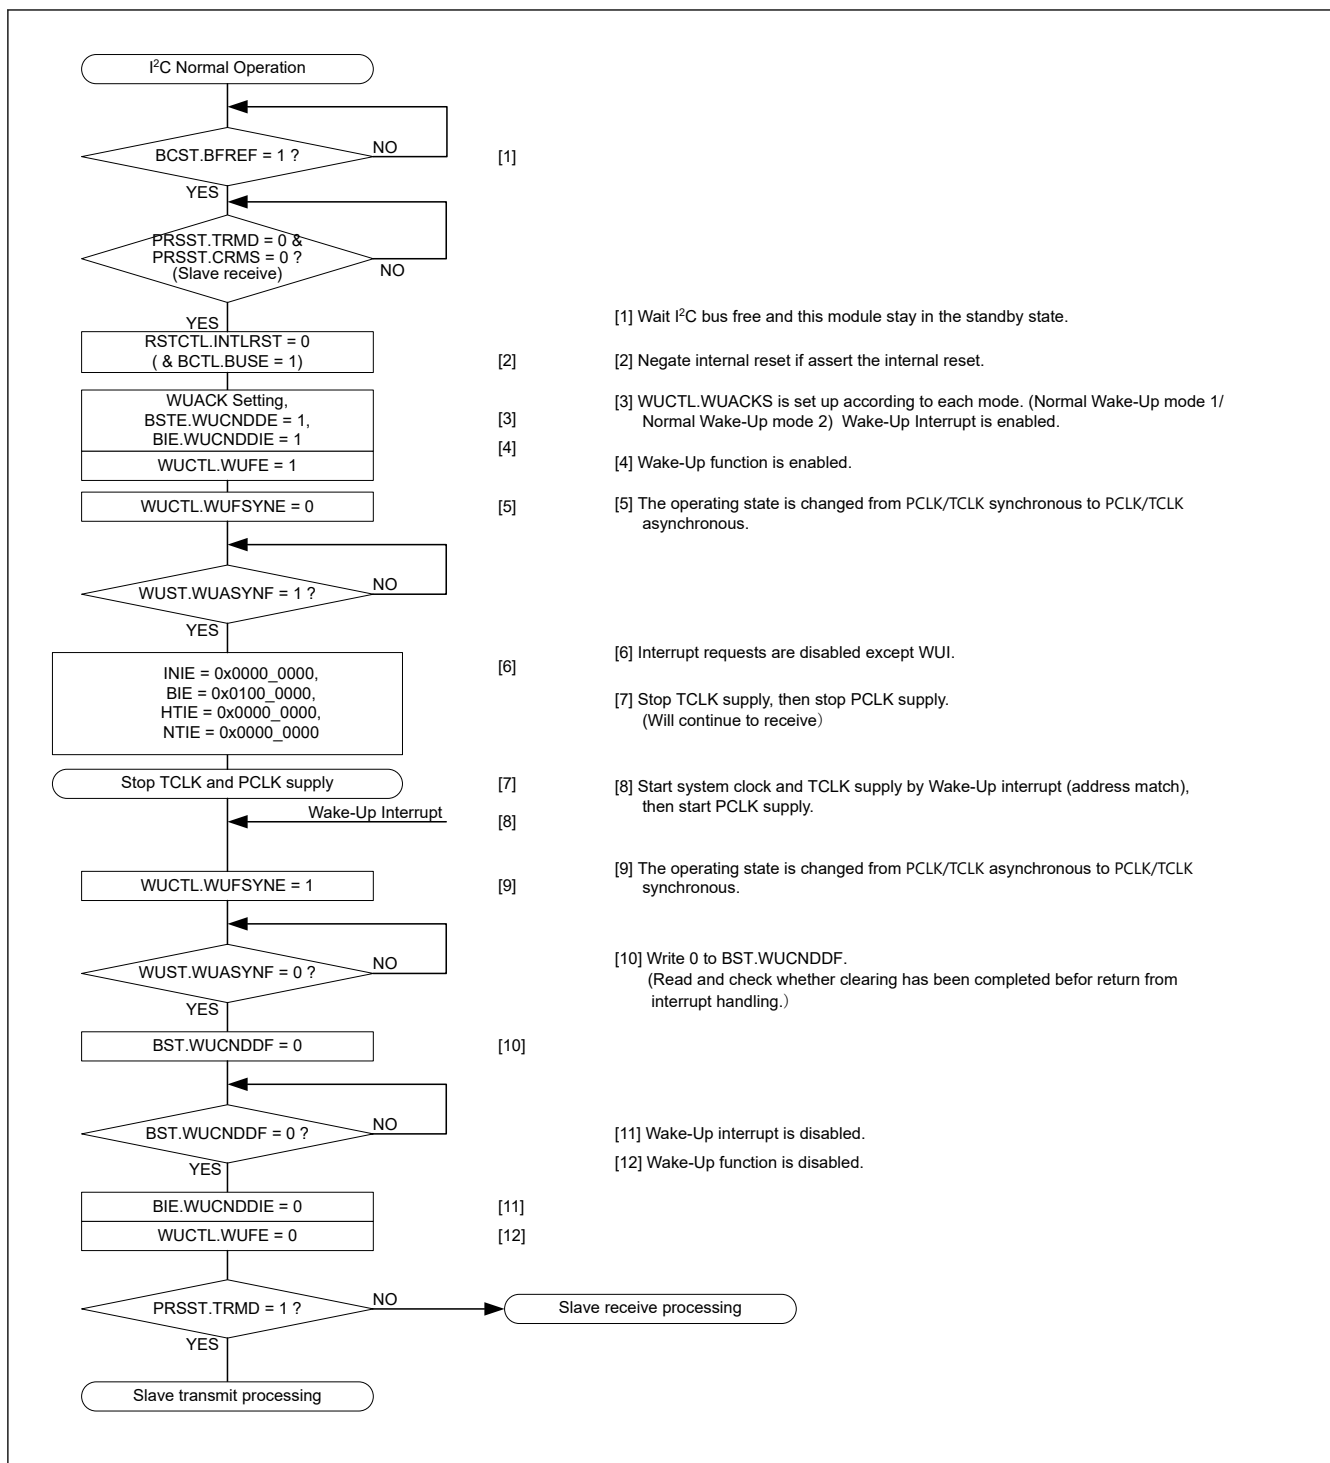 I²C Normal Operation
BCST.BFREF = 1 ?
NO
[1]
YES
PRSST.TRMD = 0 &
PRSST.CRMS = 0 ?
(Slave receive)
NO
YES
RSTCTL.INTLRST = 0
( & BCTL.BUSE = 1)
[2]
WUACK Setting,
BSTE.WUCNDDE = 1,
BIE.WUCNDDIE = 1
[3]
[4]
WUCTL.WUFE = 1
WUCTL.WUFSYNE = 0
[5]
WUST.WUASYNF = 1 ?
NO
YES
INIE = 0x0000_0000,
BIE = 0x0100_0000,
HTIE = 0x0000_0000,
NTIE = 0x0000_0000
[6]
Stop TCLK and PCLK supply
[7]
Wake-Up Interrupt
[8]
WUCTL.WUFSYNE = 1
[9]
WUST.WUASYNF = 0 ?
NO
YES
BST.WUCNDDF = 0
[10]
BST.WUCNDDF = 0 ?
NO
YES
BIE.WUCNDDIE = 0
[11]
WUCTL.WUFE = 0
[12]
PRSST.TRMD = 1 ?
NO
Slave receive processing
YES
Slave transmit processing
[1] Wait I²C bus free and this module stay in the standby state.
[2] Negate internal reset if assert the internal reset.
[3] WUCTL.WUACKS is set up according to each mode. (Normal Wake-Up mode 1/
Normal Wake-Up mode 2) Wake-Up Interrupt is enabled.
[4] Wake-Up function is enabled.
[5] The operating state is changed from PCLK/TCLK synchronous to PCLK/TCLK
asynchronous.
[6] Interrupt requests are disabled except WUI.
[7] Stop TCLK supply, then stop PCLK supply.
(Will continue to receive）
[8] Start system clock and TCLK supply by Wake-Up interrupt (address match),
then start PCLK supply.
[9] The operating state is changed from PCLK/TCLK asynchronous to PCLK/TCLK
synchronous.
[10] Write 0 to BST.WUCNDDF.
(Read and check whether clearing has been completed befor return from
interrupt handling.）
[11] Wake-Up interrupt is disabled.
[12] Wake-Up function is disabled.